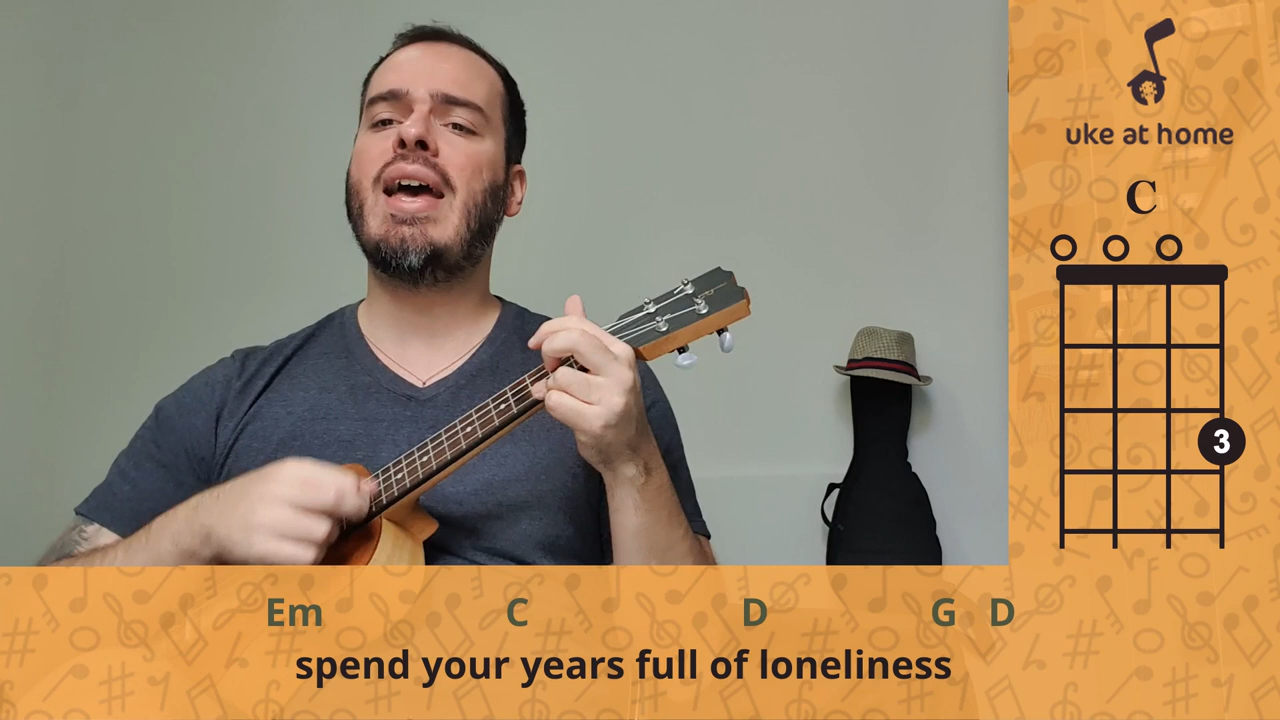 uke at home
C
3
Em C D G D
spend your years full of loneliness